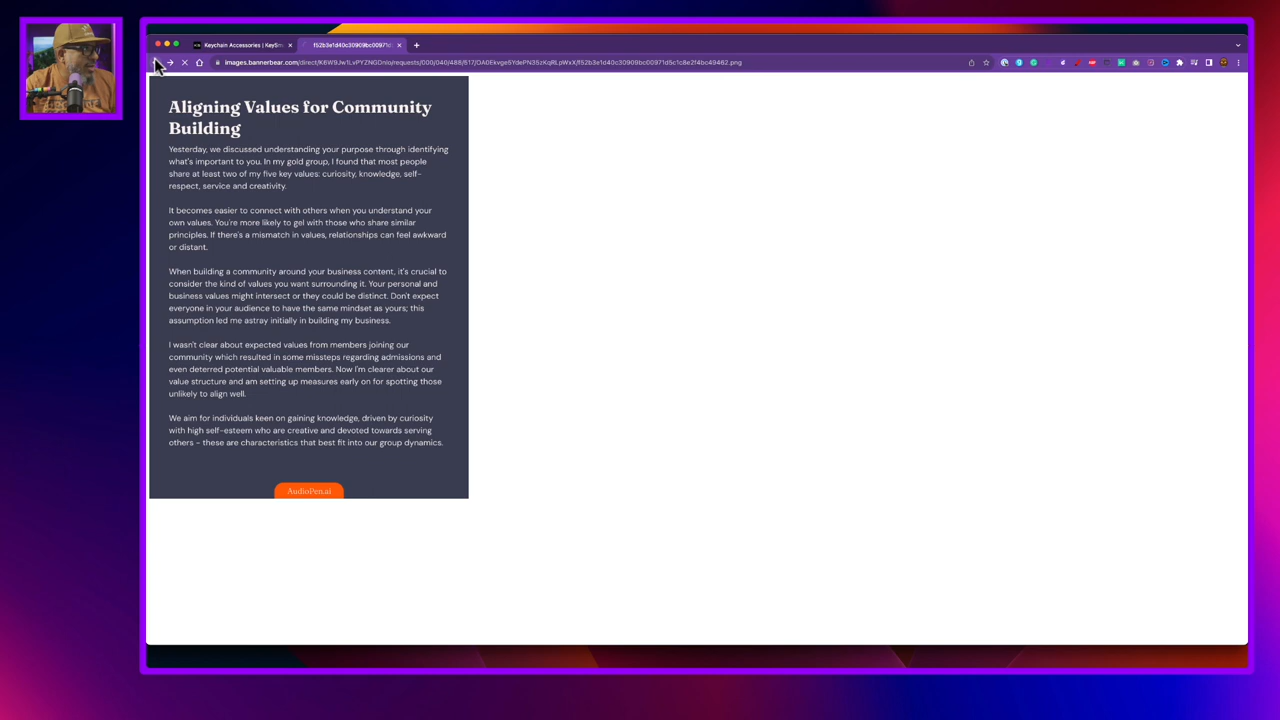 Keychain Accessories | KeySm
f52b3e1d40c30909bc00971d
images.bannerbear.com/direct/
Aligning Values for Community
Building
Yesterday, we discussed understanding your purpose through identifying
what's important to you. In my gold group, I found that most people
share at least two of my five key values: curiosity, knowledge, self-
respect, service and creativity.
It becomes easier to connect with others when you understand your
own values. You're more likely to gel with those who share similar
principles. If there's a mismatch in values, relationships can feel awkward
or distant.
When building a community around your business content, it's crucial to
consider the kind of values you want surrounding it. Your personal and
business values might intersect or they could be distinct. Don't expect
everyone in your audience to have the same mindset as yours; this
assumption led me astray initially in building my business.
I wasn't clear about expected values from members joining our
community which resulted in some missteps regarding admissions and
even deterred potential valuable members. Now I'm clearer about our
value structure and am setting up measures early on for spotting those
unlikely to align well.
We aim for individuals keen on gaining knowledge, driven by curiosity
with high self-esteem who are creative and devoted towards serving
others - these are characteristics that best fit into our group dynamics.
AudioPen.ai